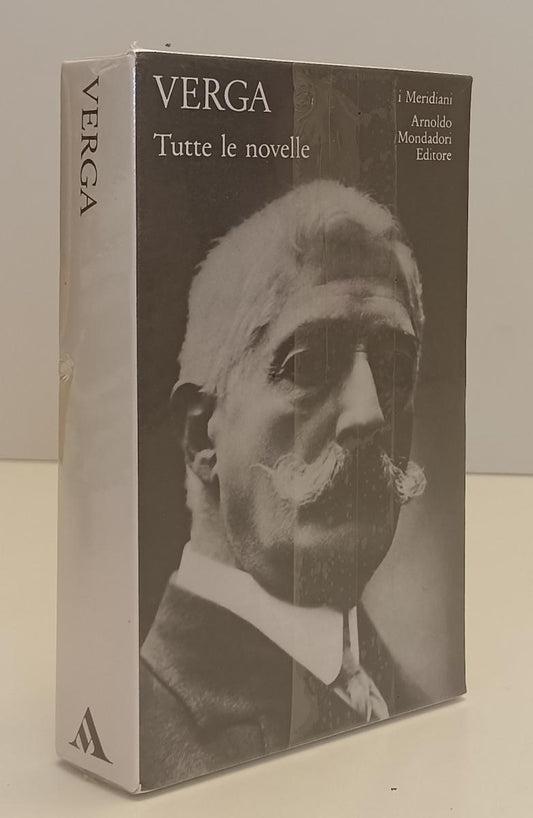 VERGA
VERGA
Tutte le novelle
i Meridiani
Arnoldo
Mondadori
Editore